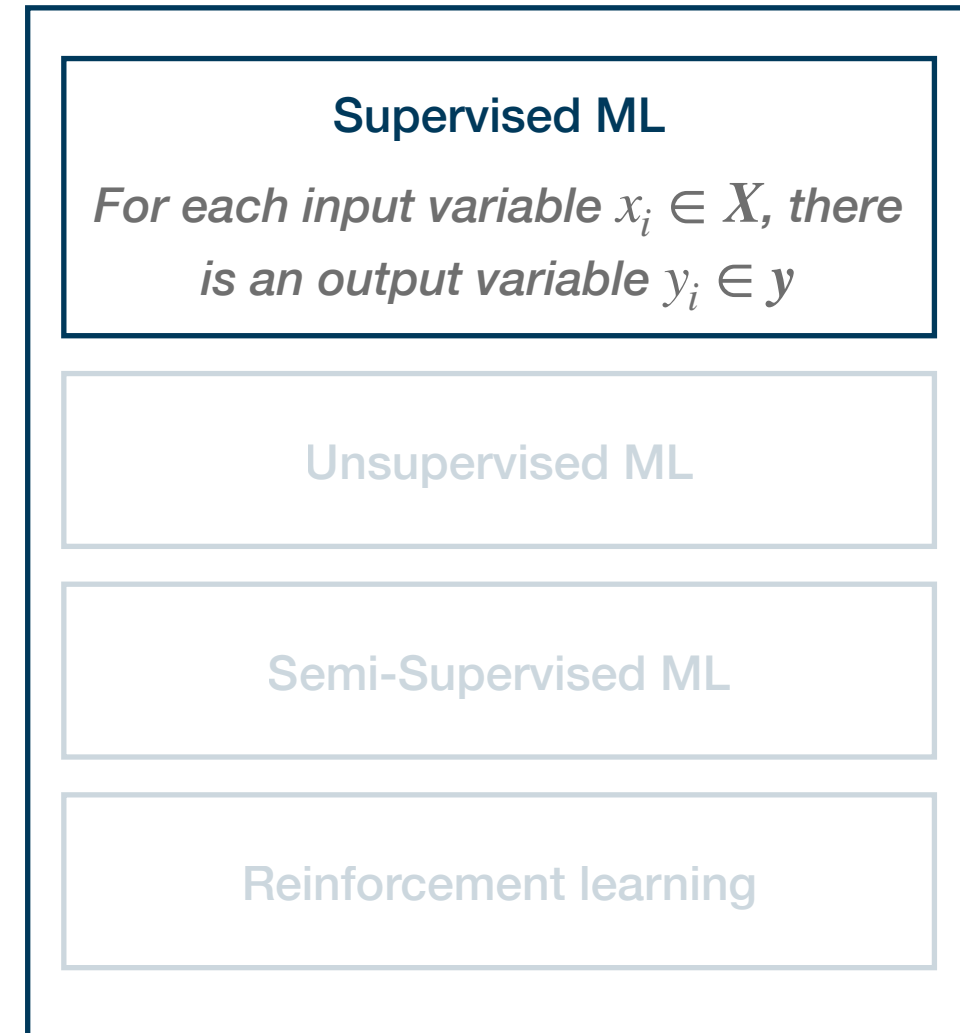 Supervised ML
For each input variable xᵢ ∈ X, there
is an output variable yᵢ ∈ y
Unsupervised ML
Semi-Supervised ML
Reinforcement learning